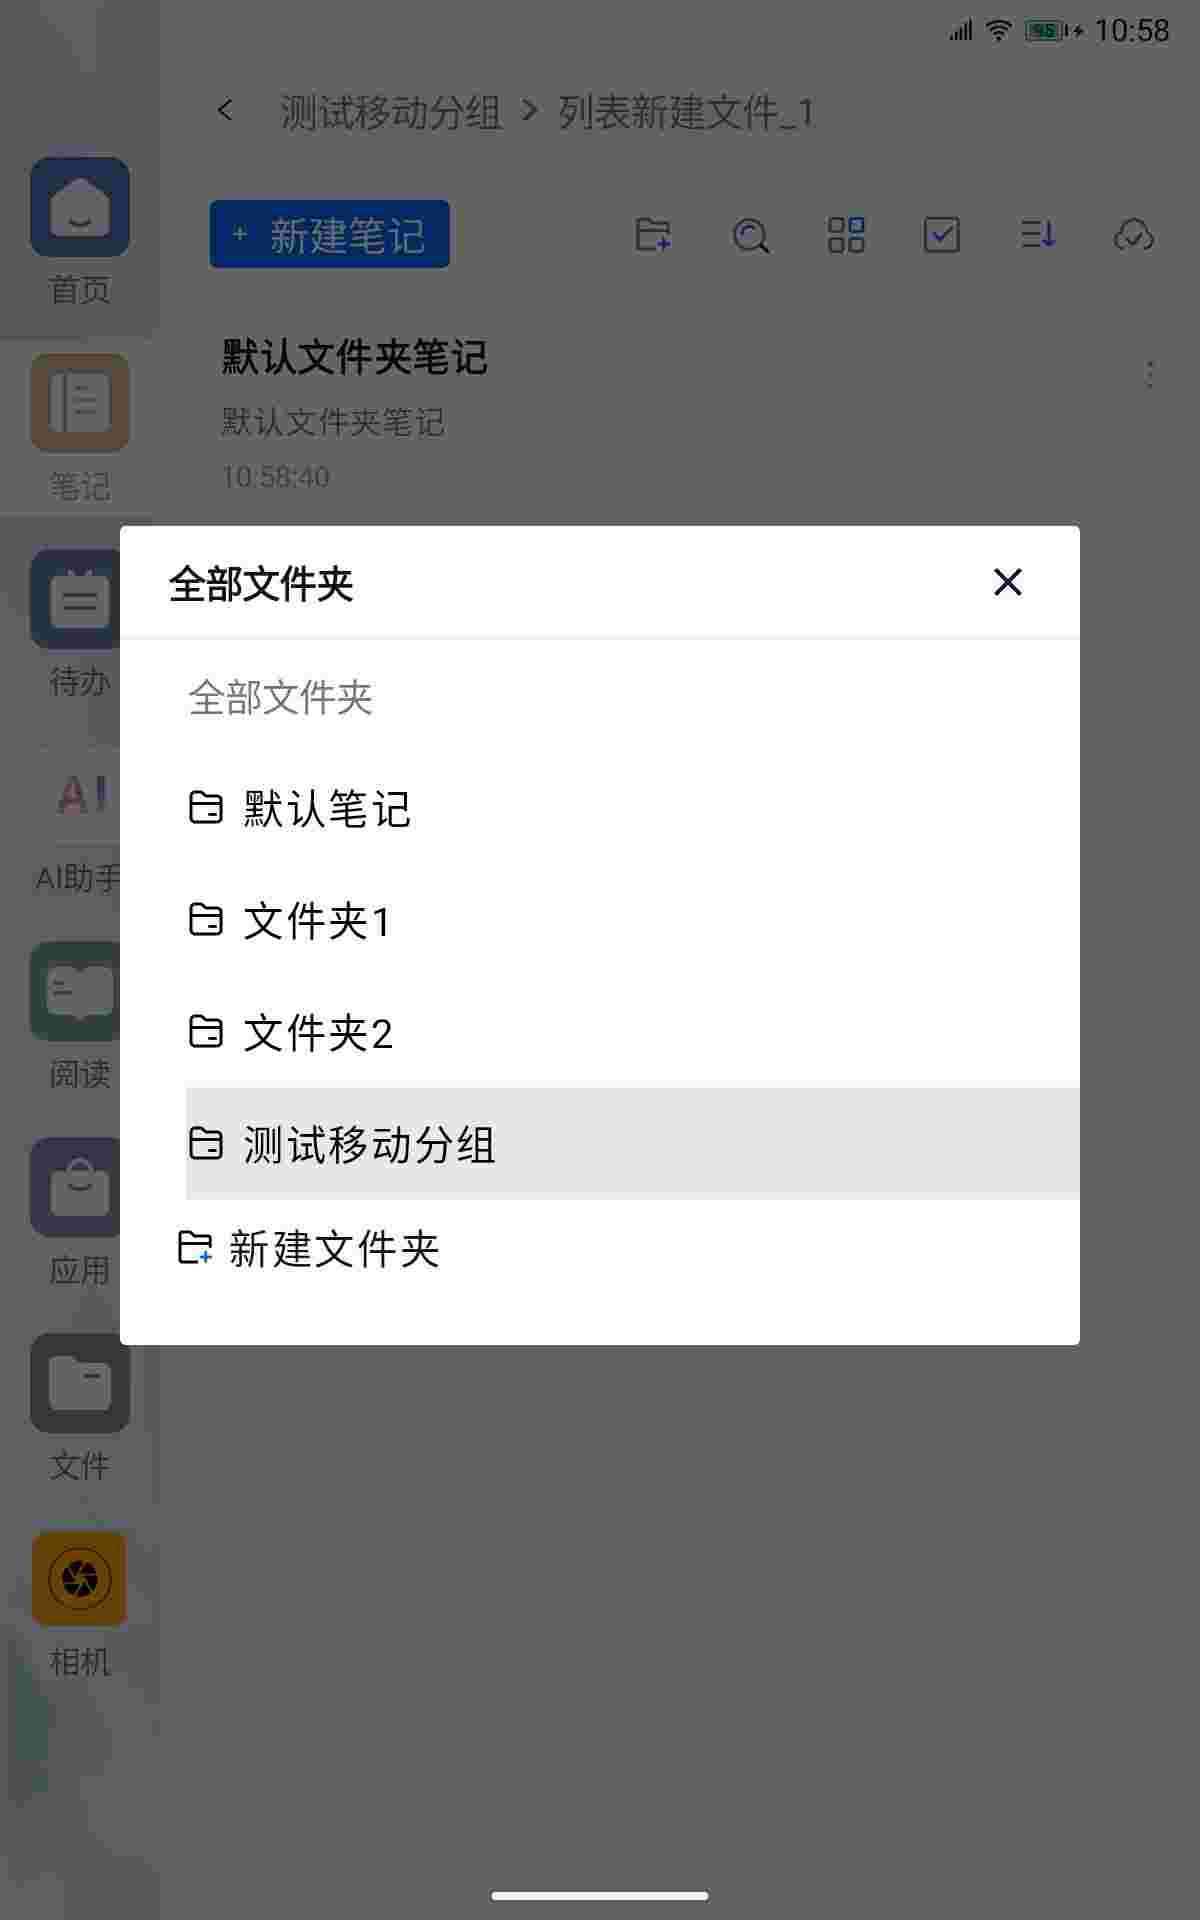 95 10:58
测试移动分组 > 列表新建文件_1
+ 新建笔记
首页
默认文件夹笔记
默认文件夹笔记
10:58:40
笔记
待办
AI
AI助手
阅读
应用
文件
相机
全部文件夹
全部文件夹
默认笔记
文件夹1
文件夹2
测试移动分组
新建文件夹